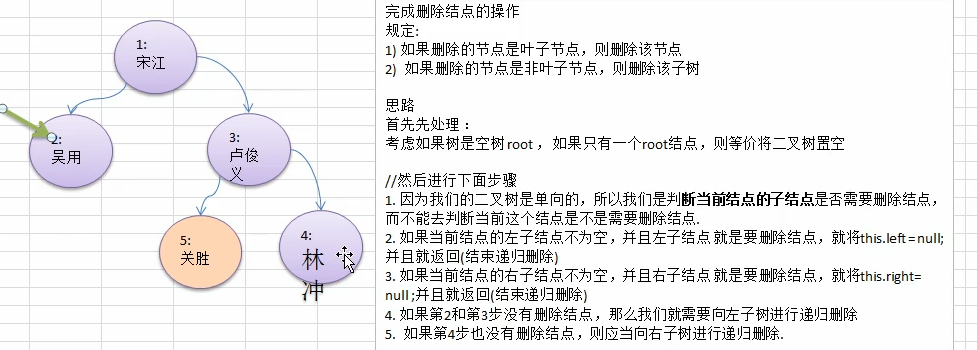 1:
宋江
2:
吴用
3:
卢俊
义
5:
关胜
4:
林
冲
完成删除结点的操作
规定:
1) 如果删除的节点是叶子节点，则删除该节点
2) 如果删除的节点是非叶子节点，则删除该子树
思路
首先先处理：
考虑如果树是空树root，如果只有一个root结点，则等价将二叉树置空
//然后进行下面步骤
1. 因为我们的二叉树是单向的，所以我们是判断当前结点的子结点是否需要删除结点，
而不能去判断当前这个结点是不是需要删除结点.
2. 如果当前结点的左子结点不为空，并且左子结点 就是要删除结点，就将this.left = null;
并且就返回(结束递归删除)
3. 如果当前结点的右子结点不为空，并且右子结点 就是要删除结点，就将this.right=
null ;并且就返回(结束递归删除)
4. 如果第2和第3步没有删除结点，那么我们就需要向左子树进行递归删除
5. 如果第4步也没有删除结点，则应当向右子树进行递归删除.